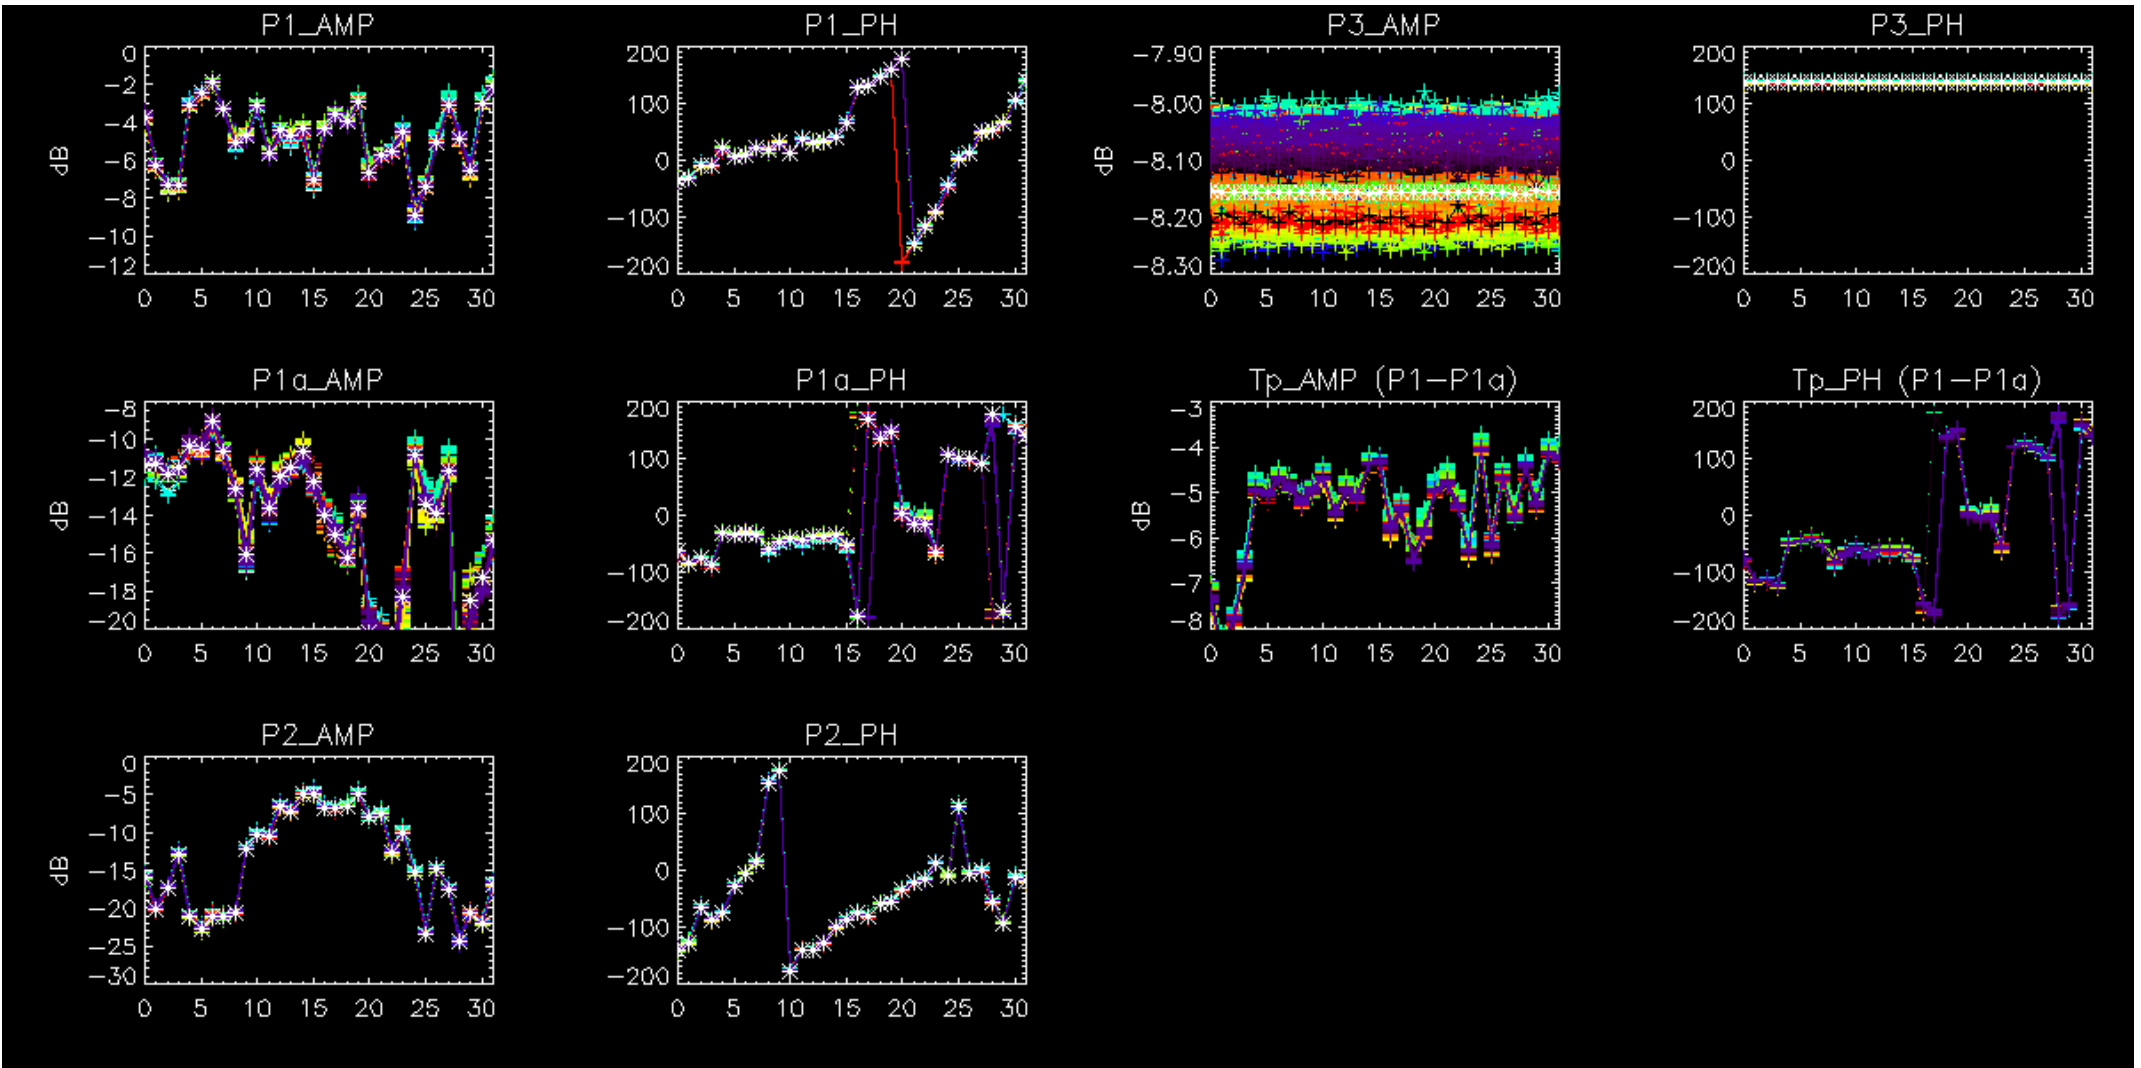 P1_AMP
0
−2
−4
−6
−8
−10
−12
dB
0 5 10 15 20 25 30
P1_PH
200
100
0
−100
−200
0 5 10 15 20 25 30
P3_AMP
−7.90
−8.00
−8.10
−8.20
−8.30
dB
0 5 10 15 20 25 30
P3_PH
200
100
0
−100
−200
0 5 10 15 20 25 30
P1a_AMP
−8
−10
−12
−14
−16
−18
−20
dB
0 5 10 15 20 25 30
P1a_PH
200
100
0
−100
−200
0 5 10 15 20 25 30
Tp_AMP (P1−P1a)
−3
−4
−5
−6
−7
−8
dB
0 5 10 15 20 25 30
Tp_PH (P1−P1a)
200
100
0
−100
−200
0 5 10 15 20 25 30
P2_AMP
0
−5
−10
−15
−20
−25
−30
dB
0 5 10 15 20 25 30
P2_PH
200
100
0
−100
−200
0 5 10 15 20 25 30